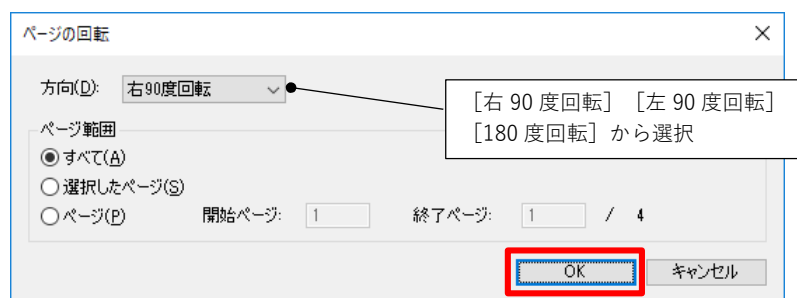 ページの回転
方向(D): 右90度回転
［右 90 度回転］［左 90 度回転］
［180 度回転］から選択
ページ範囲
すべて(A)
選択したページ(S)
ページ(P) 開始ページ: 1 終了ページ: 1 / 4
OK キャンセル